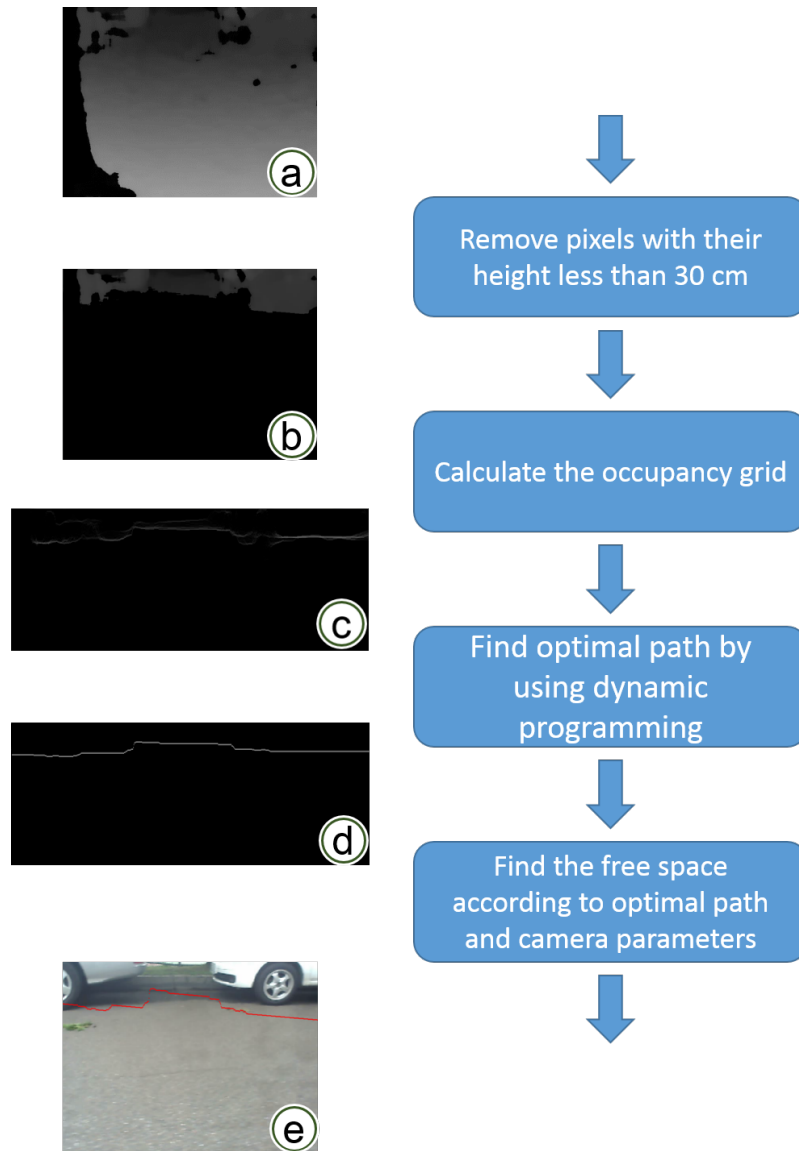 a
Remove pixels with their
height less than 30 cm
b
Calculate the occupancy grid
c
Find optimal path by
using dynamic
programming
d
Find the free space
according to optimal path
and camera parameters
e